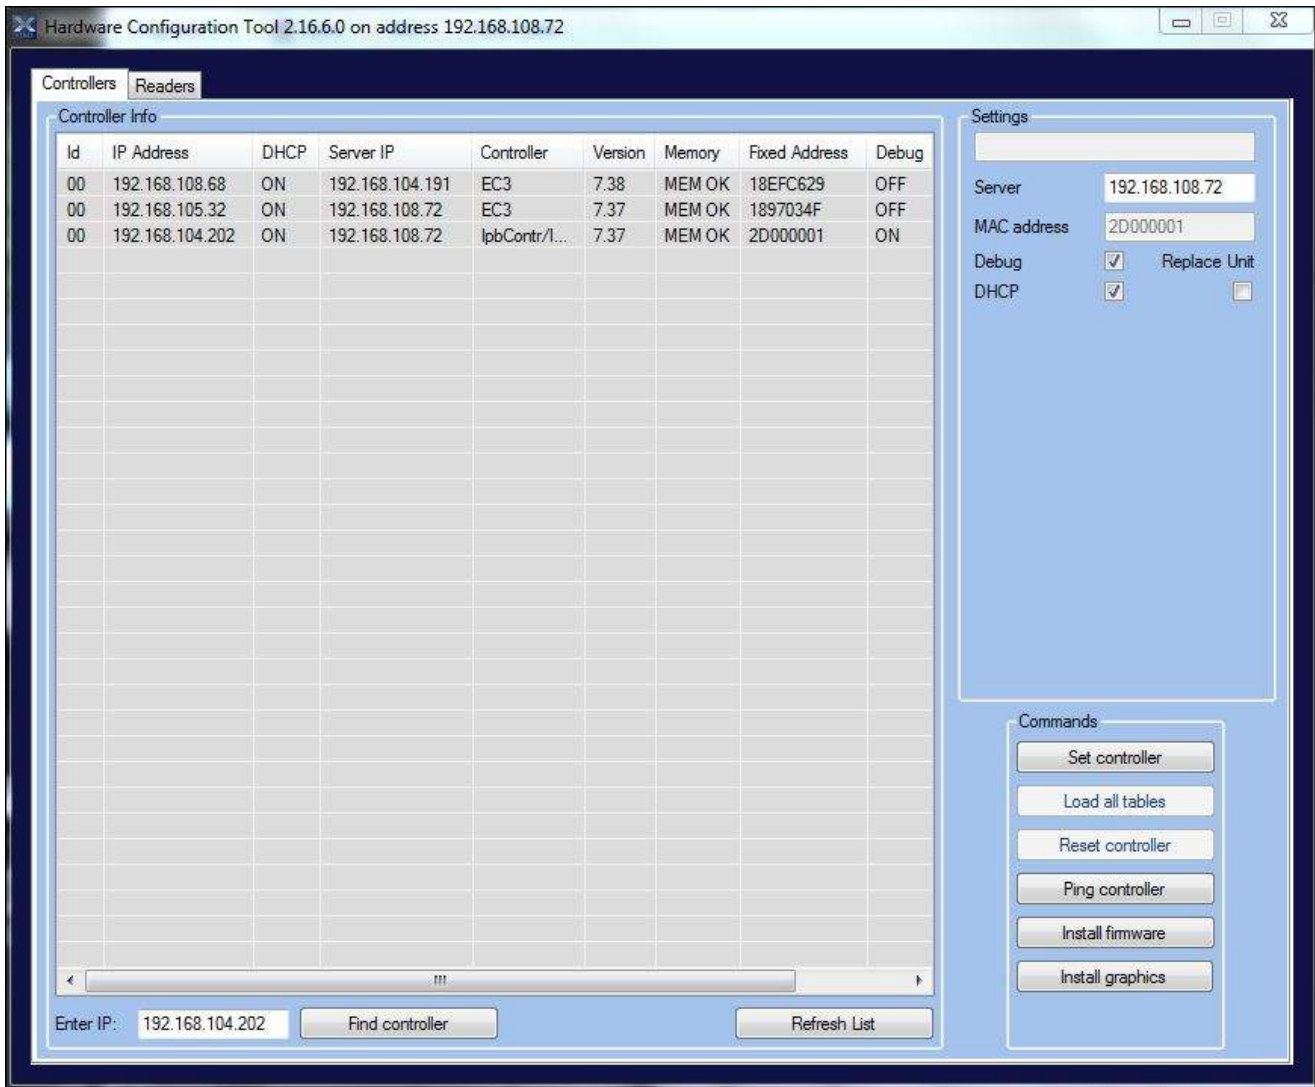 Hardware Configuration Tool 2.16.6.0 on address 192.168.108.72
Controllers Readers
Controller Info
Id IP Address DHCP Server IP Controller Version Memory Fixed Address Debug
00 192.168.108.68 ON 192.168.104.191 EC3 7.38 MEM OK 18EFC629 OFF
00 192.168.105.32 ON 192.168.108.72 EC3 7.37 MEM OK 1897034F OFF
00 192.168.104.202 ON 192.168.108.72 IpbContr/I... 7.37 MEM OK 2D000001 ON
Enter IP: 192.168.104.202 Find controller Refresh List
Settings
Server 192.168.108.72
MAC address 2D000001
Debug Replace Unit
DHCP
Commands
Set controller
Load all tables
Reset controller
Ping controller
Install firmware
Install graphics